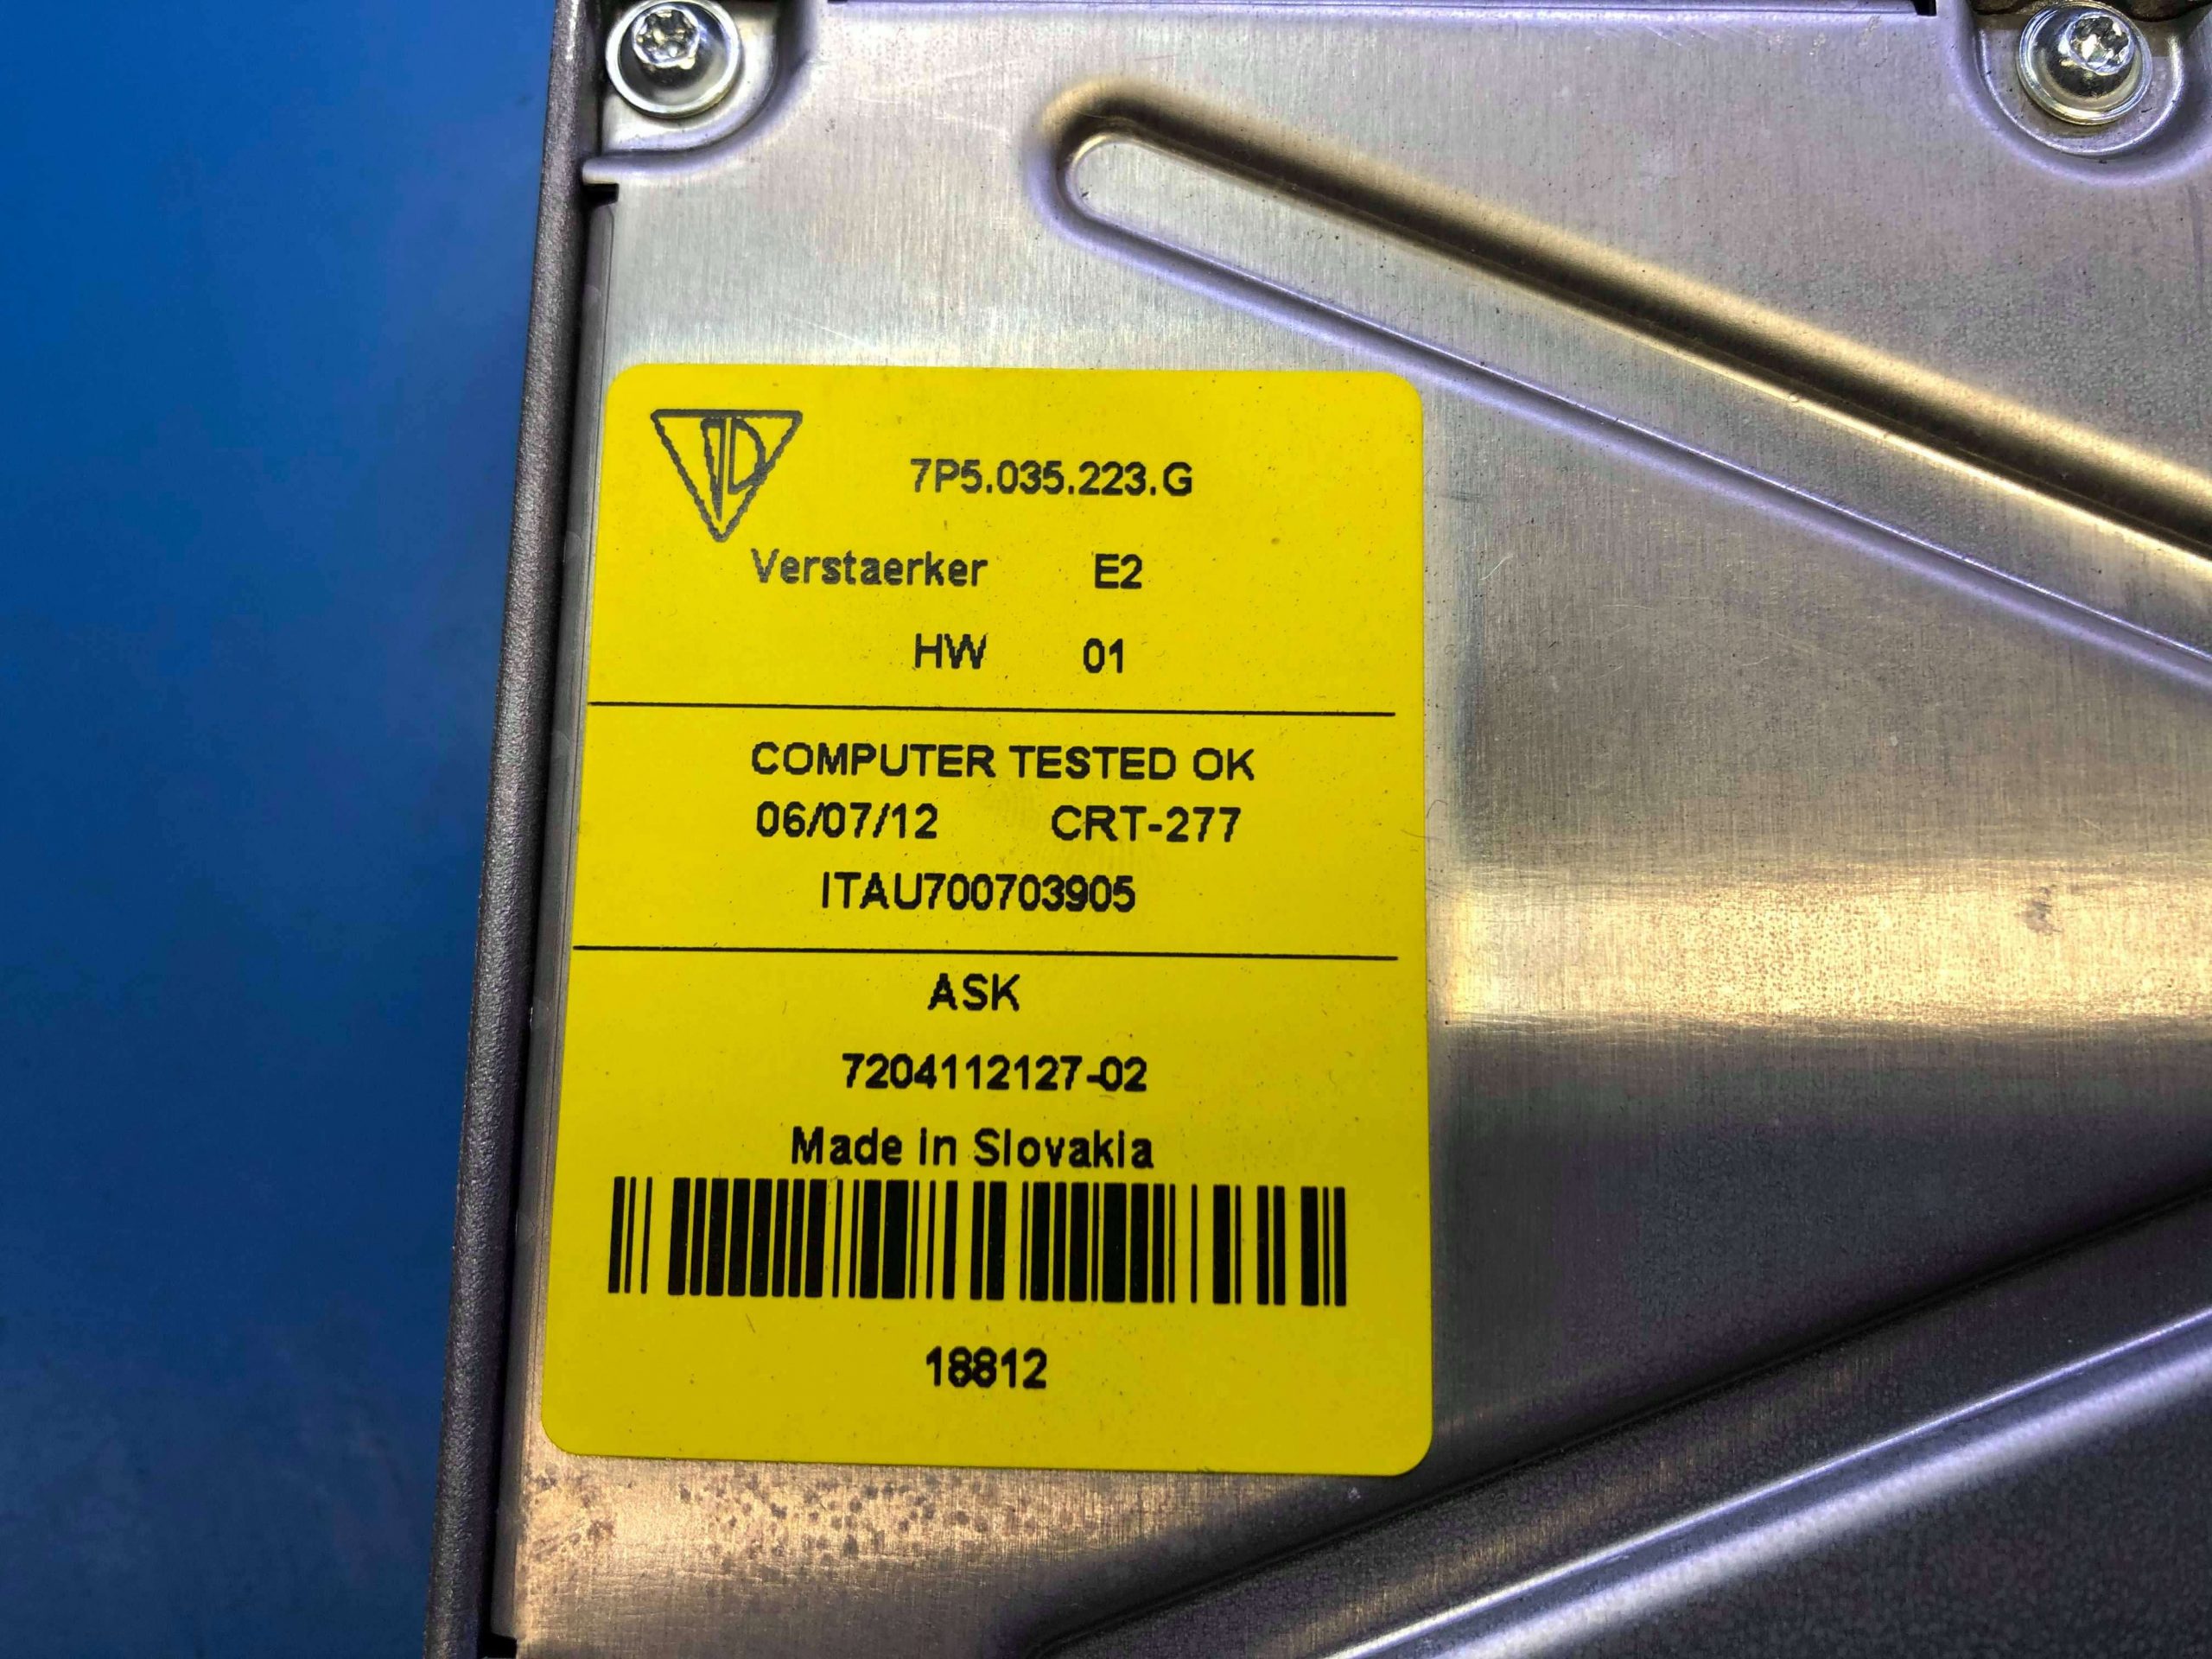 7P5.035.223.G
Verstaerker E2
HW 01
COMPUTER TESTED OK
06/07/12 CRT-277
ITAU700703905
ASK
7204112127-02
Made in Slovakia
18812